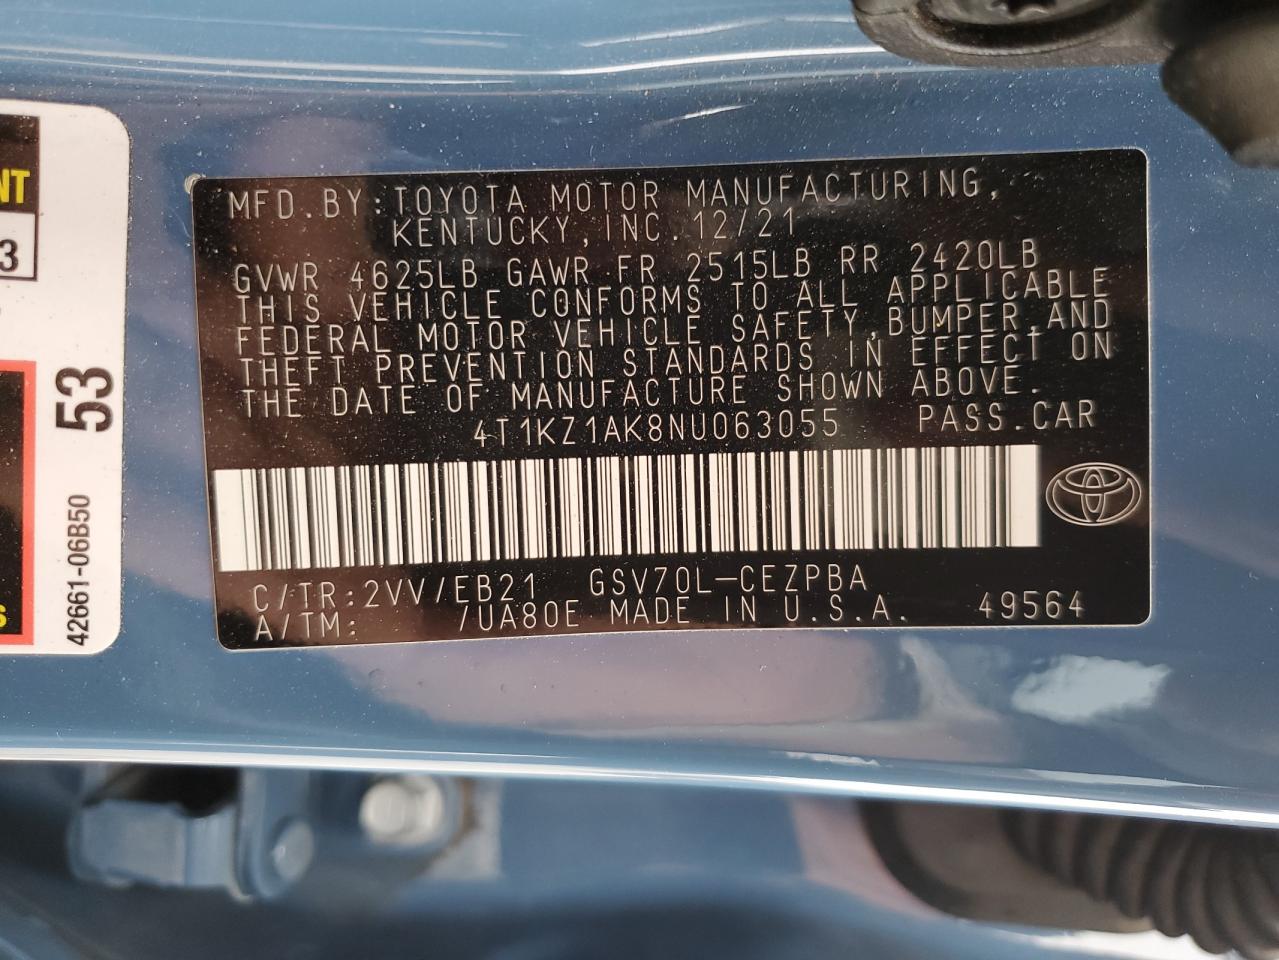 NT
3
s
53
42661-06B50
MFD.BY:TOYOTA MOTOR MANUFACTURING,
KENTUCKY,INC.12/21
GVWR 4625LB GAWR FR 2515LB RR 2420LB
THIS VEHICLE CONFORMS TO ALL APPLICABLE
FEDERAL MOTOR VEHICLE SAFETY,BUMPER,AND
THEFT PREVENTION STANDARDS IN EFFECT ON
THE DATE OF MANUFACTURE SHOWN ABOVE.
4T1KZ1AK8NU063055 PASS.CAR
C/TR:2VV/EB21 GSV70L-CEZPBA
A/TM: /UA80E MADE IN U.S.A. 49564